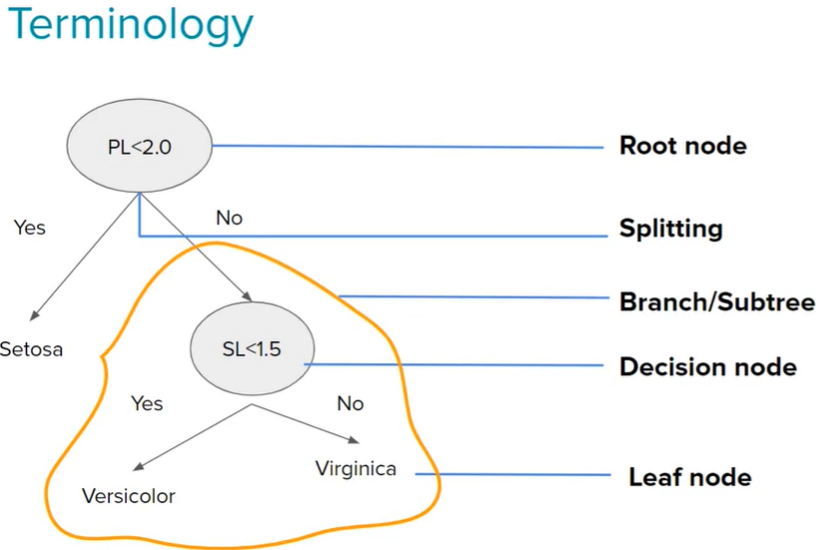 Terminology
PL<2.0
Root node
Yes
No
Splitting
Branch/Subtree
Setosa
SL<1.5
Decision node
Yes
No
Virginica
Leaf node
Versicolor